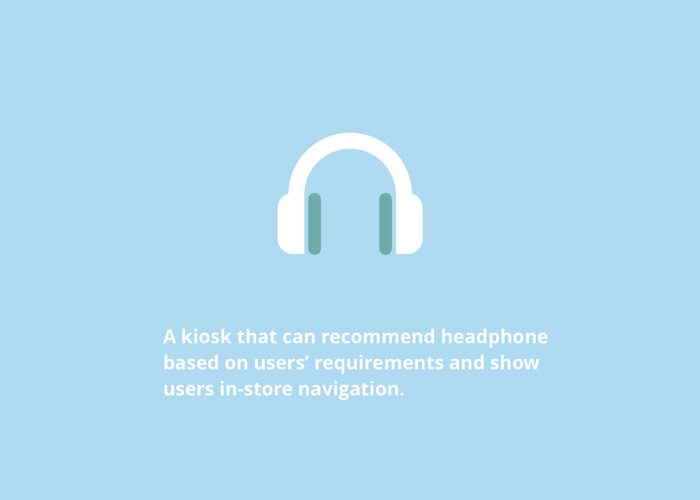 A kiosk that can recommend headphone
based on users’ requirements and show
users in-store navigation.